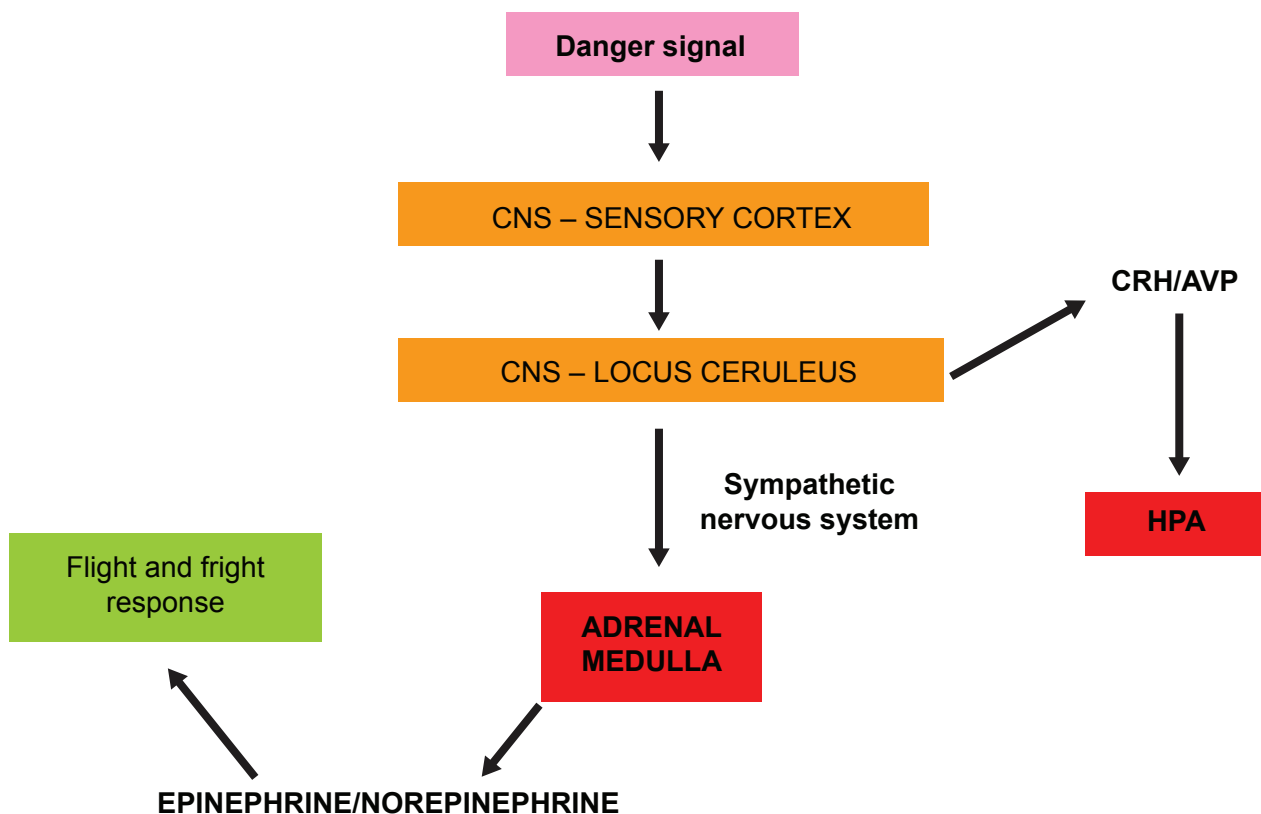 Danger signal
CNS – SENSORY CORTEX
CRH/AVP
CNS – LOCUS CERULEUS
Sympathetic
nervous system
HPA
Flight and fright
response
ADRENAL
MEDULLA
EPINEPHRINE/NOREPINEPHRINE